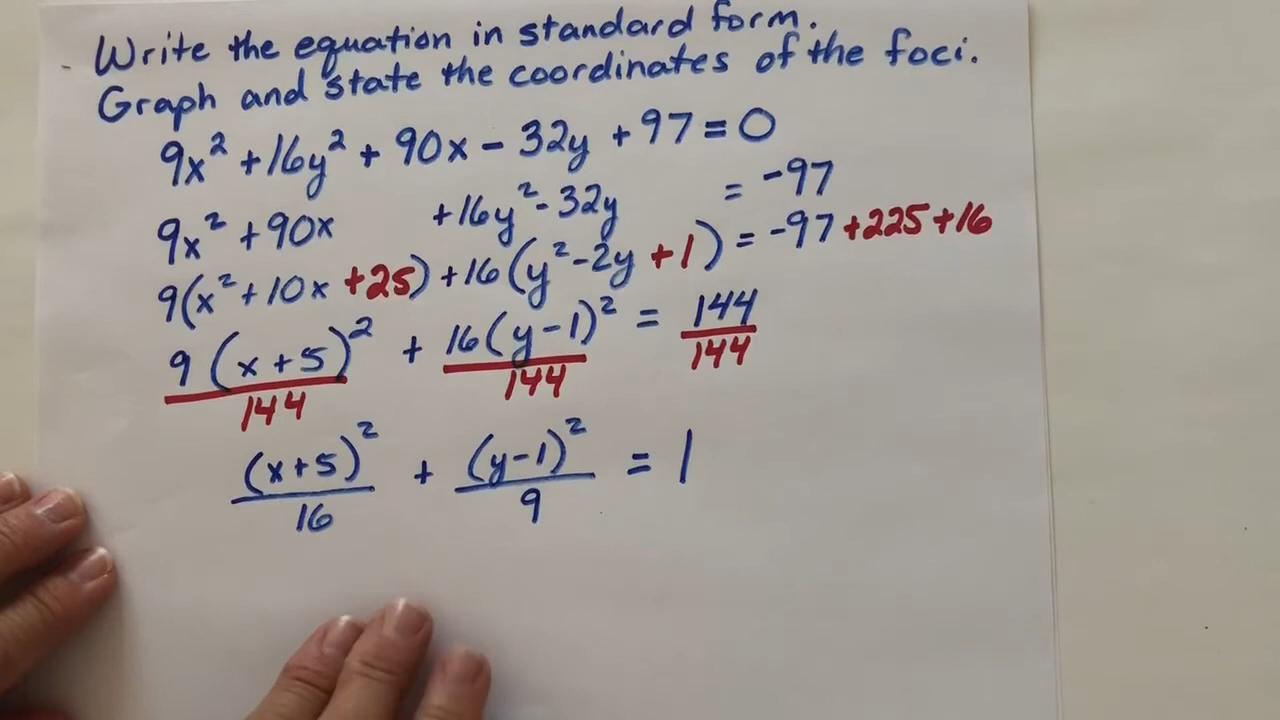 Write the equation in standard form.
Graph and state the coordinates of the foci.
9x² + 16y² + 90x - 32y + 97 = 0
9x² + 90x + 16y² - 32y = -97
9(x² + 10x + 25) + 16(y² - 2y + 1) = -97 + 225 + 16
9(x+5)²/144 + 16(y-1)²/144 = 144/144
(x+5)²/16 + (y-1)²/9 = 1